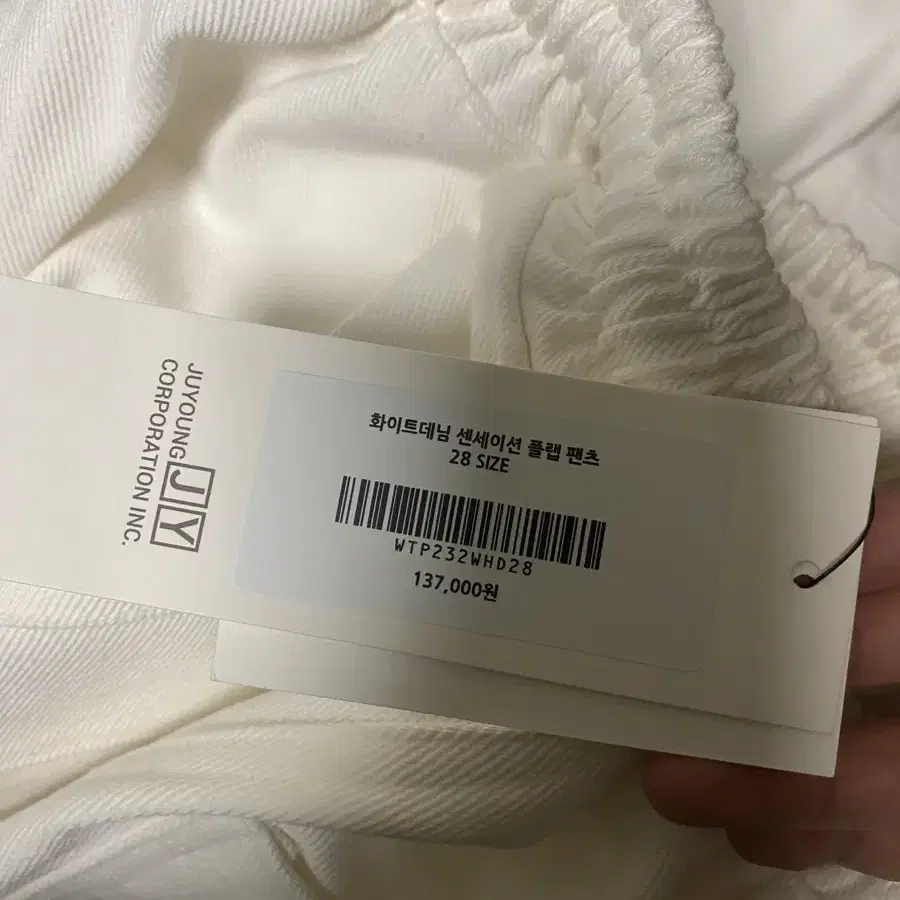 화이트데님 센세이션 플랩 팬츠
28 SIZE
WTP232WHD28
137,000원
JUYOUNG
CORPORATION INC.
JY